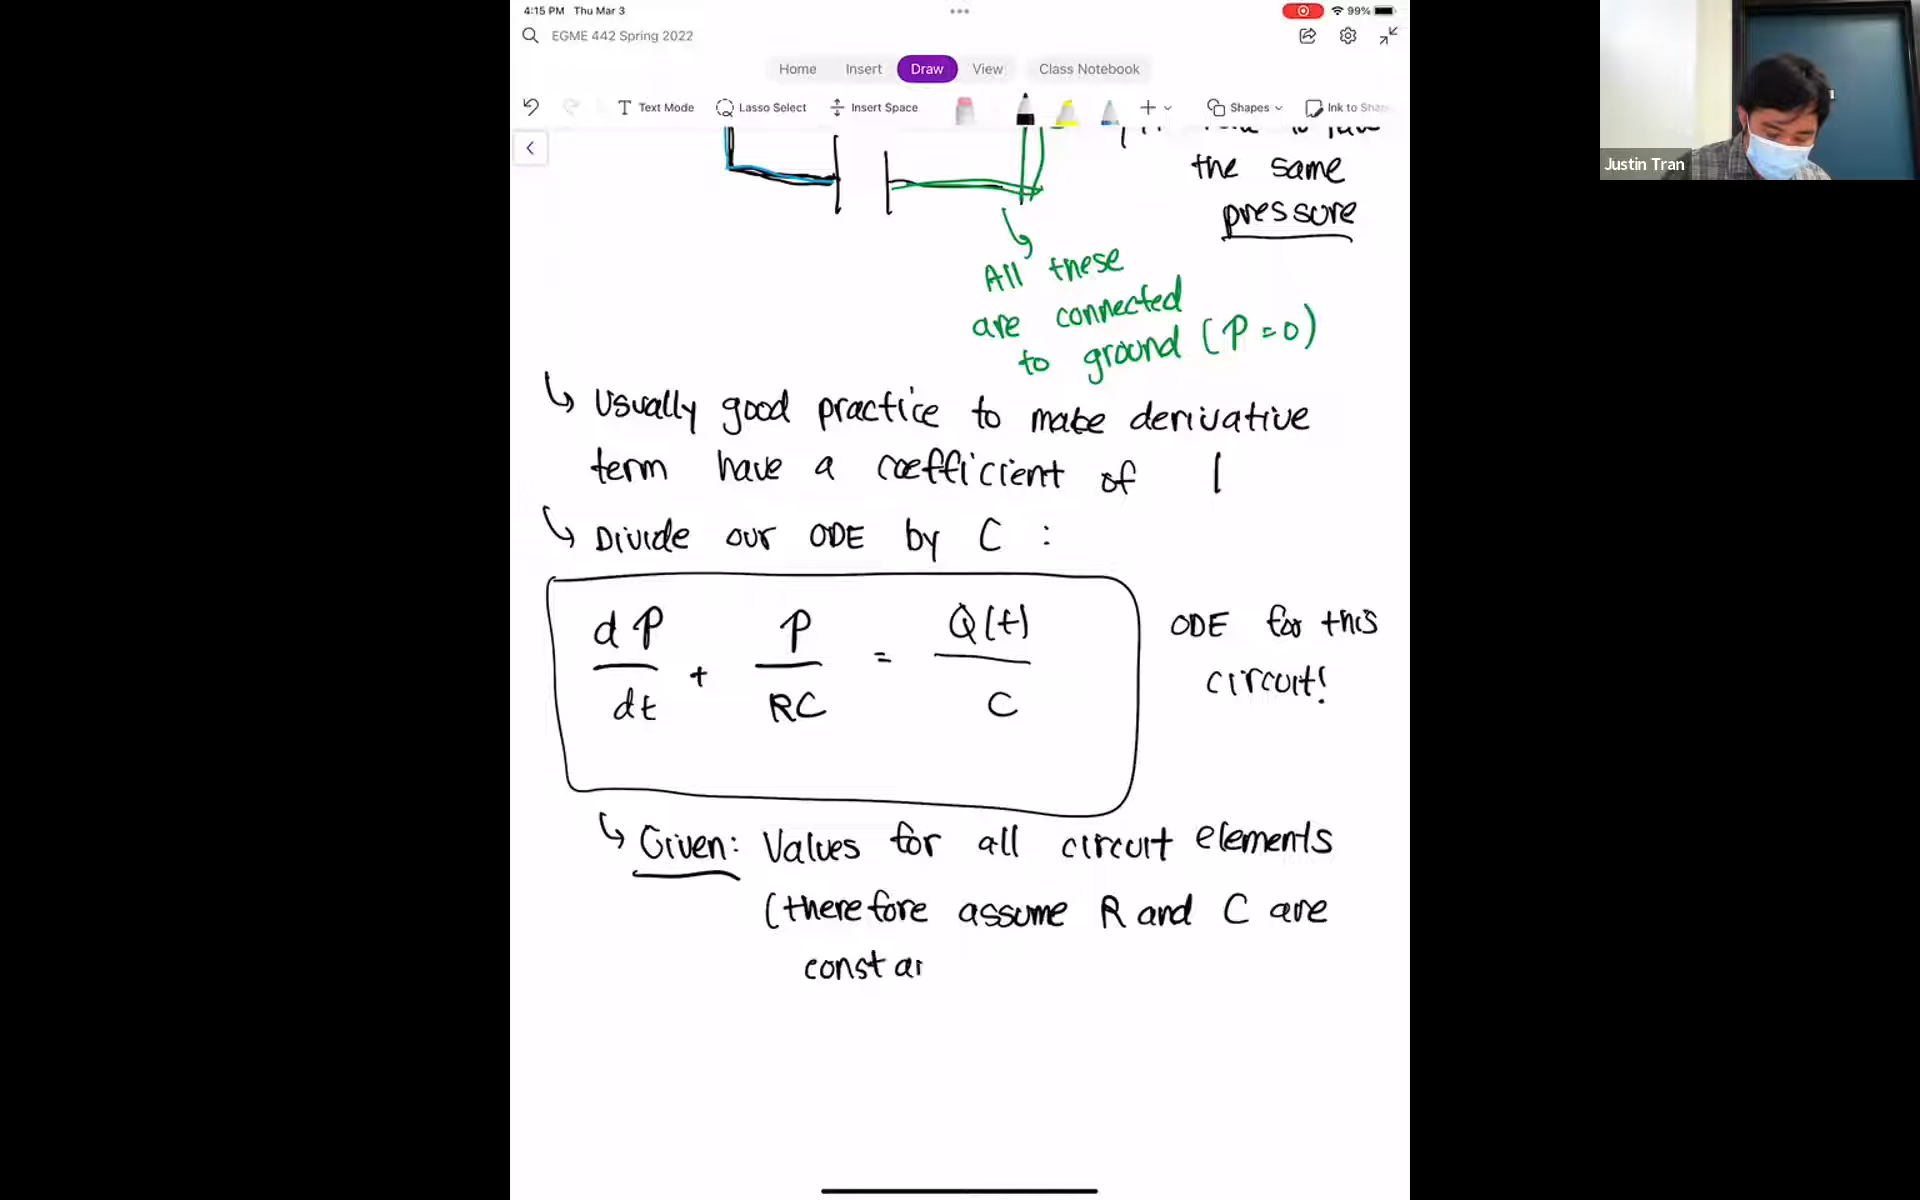 4:15 PM Thu Mar 3
99%
EGME 442 Spring 2022
Home Insert Draw View Class Notebook
Text Mode Lasso Select Insert Space Shapes Ink to
Justin Tran
the same
pressure
All these
are connected
to ground (P = 0)
↳ Usually good practice to make derivative
term have a coefficient of 1
↳ Divide our ODE by C :
dP/dt + P/RC = Q(t)/C
ODE for this
circuit!
↳ Given: Values for all circuit elements
(therefore assume R and C are
constan